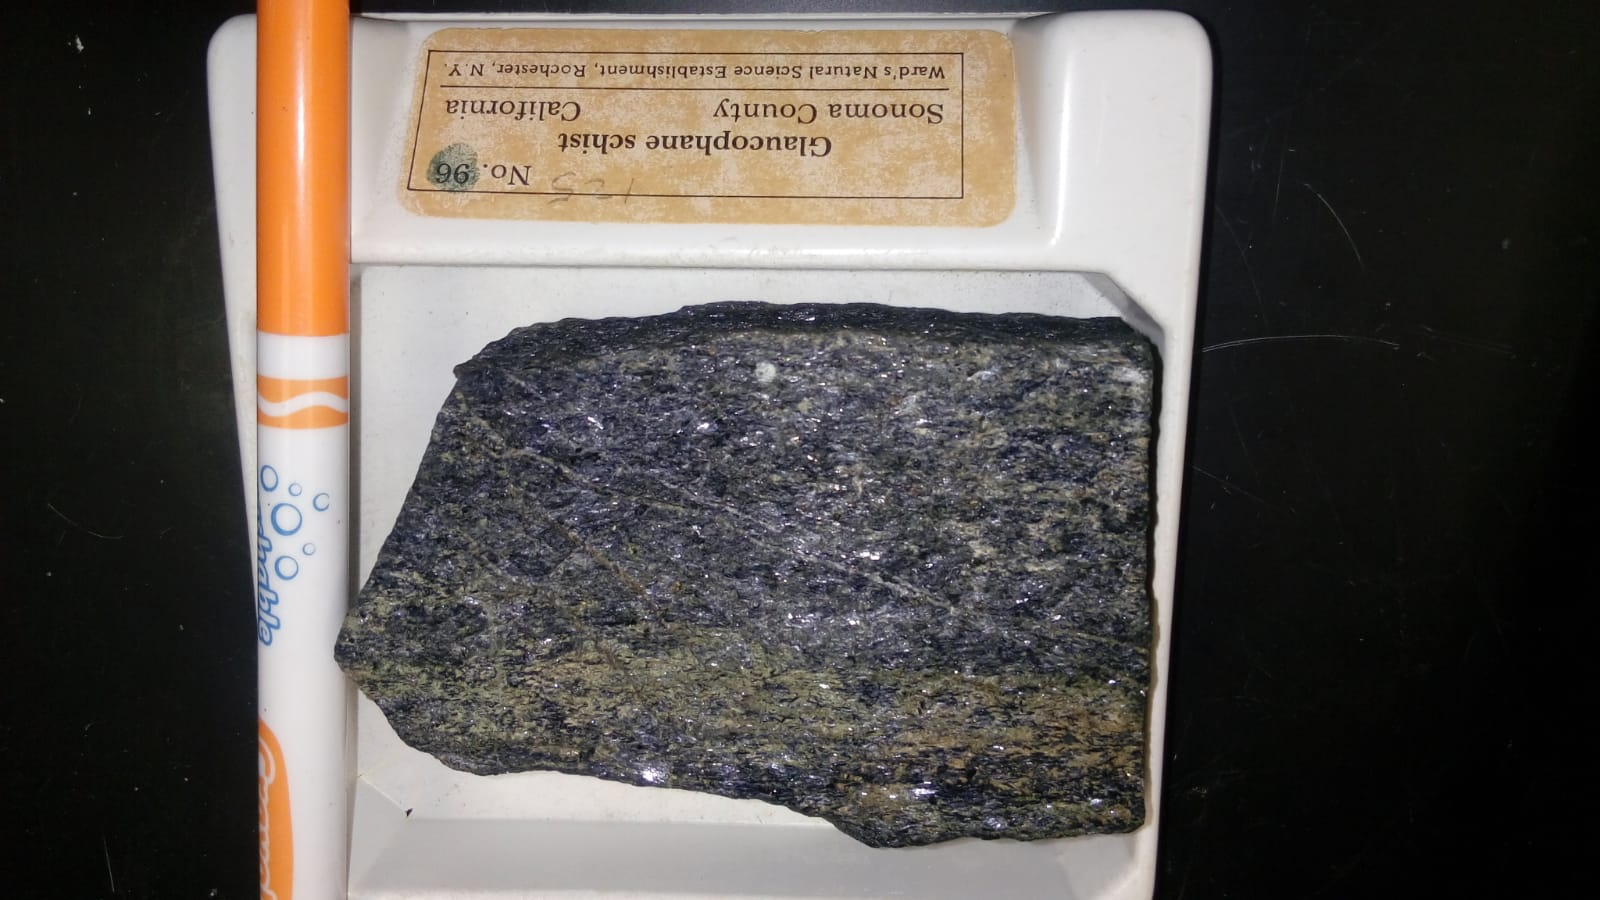 No. 96
Glaucophane schist
Sonoma County California
Ward's Natural Science Establishment, Rochester, N.Y.